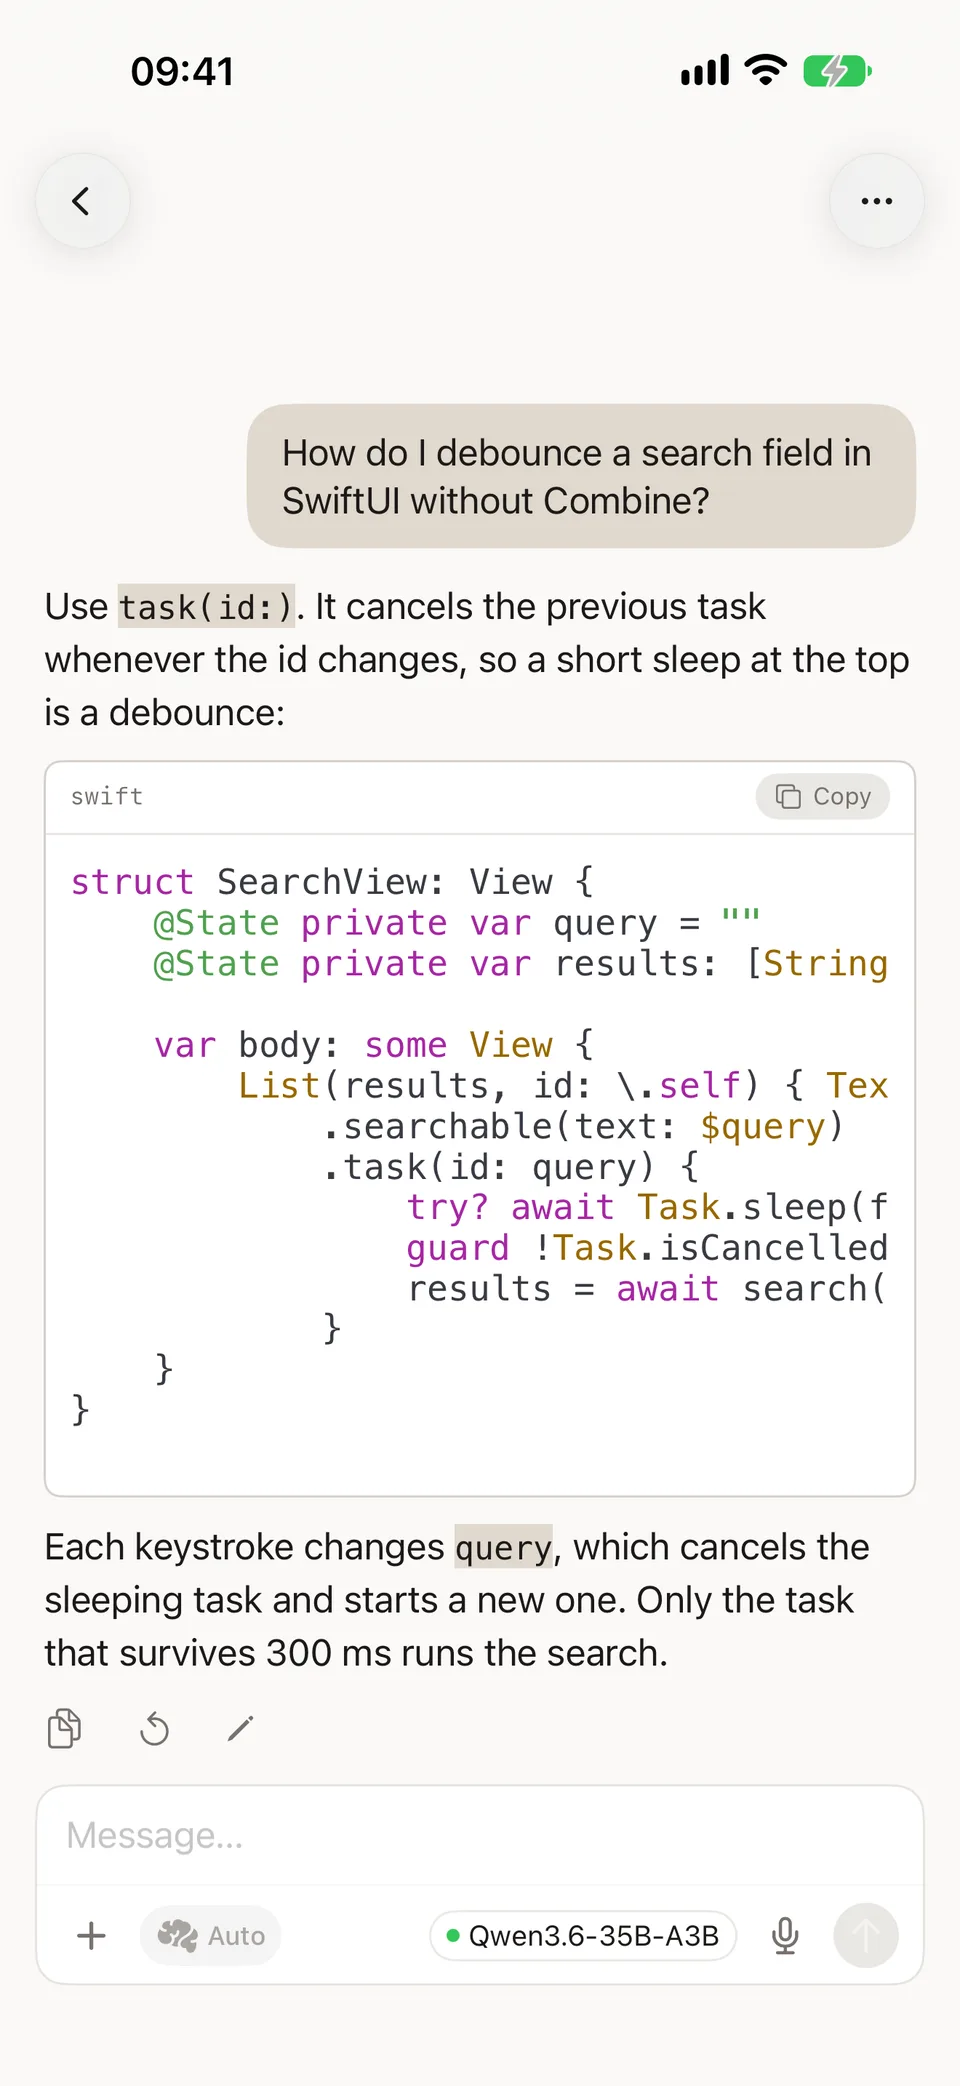 09:41
How do I debounce a search field in
SwiftUI without Combine?
Use task(id:). It cancels the previous task
whenever the id changes, so a short sleep at the top
is a debounce:
swift
Copy
struct SearchView: View {
    @State private var query = ""
    @State private var results: [String
    var body: some View {
        List(results, id: \.self) { Tex
            .searchable(text: $query)
            .task(id: query) {
                try? await Task.sleep(f
                guard !Task.isCancelled
                results = await search(
            }
    }
}
Each keystroke changes query, which cancels the
sleeping task and starts a new one. Only the task
that survives 300 ms runs the search.
Message...
Auto
Qwen3.6-35B-A3B